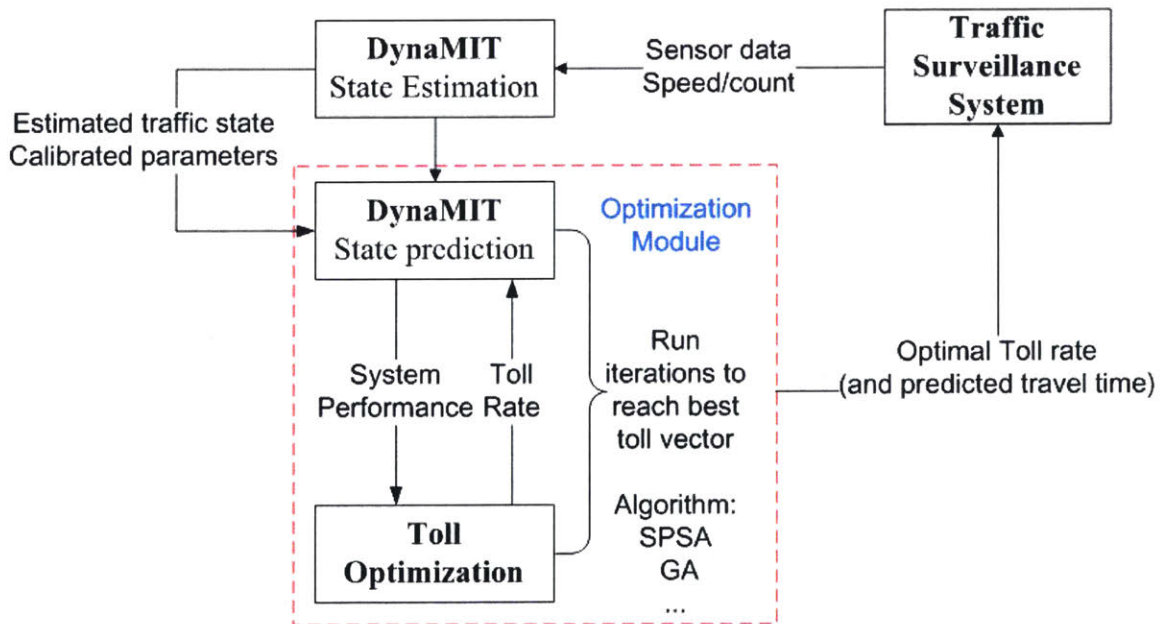 DynaMIT
State Estimation
Sensor data
Speed/count
Traffic
Surveillance
System
Estimated traffic state
Calibrated parameters
DynaMIT
State prediction
Optimization
Module
System
Performance
Toll
Rate
Run
iterations to
reach best
toll vector
Optimal Toll rate
(and predicted travel time)
Toll
Optimization
Algorithm:
SPSA
GA
...